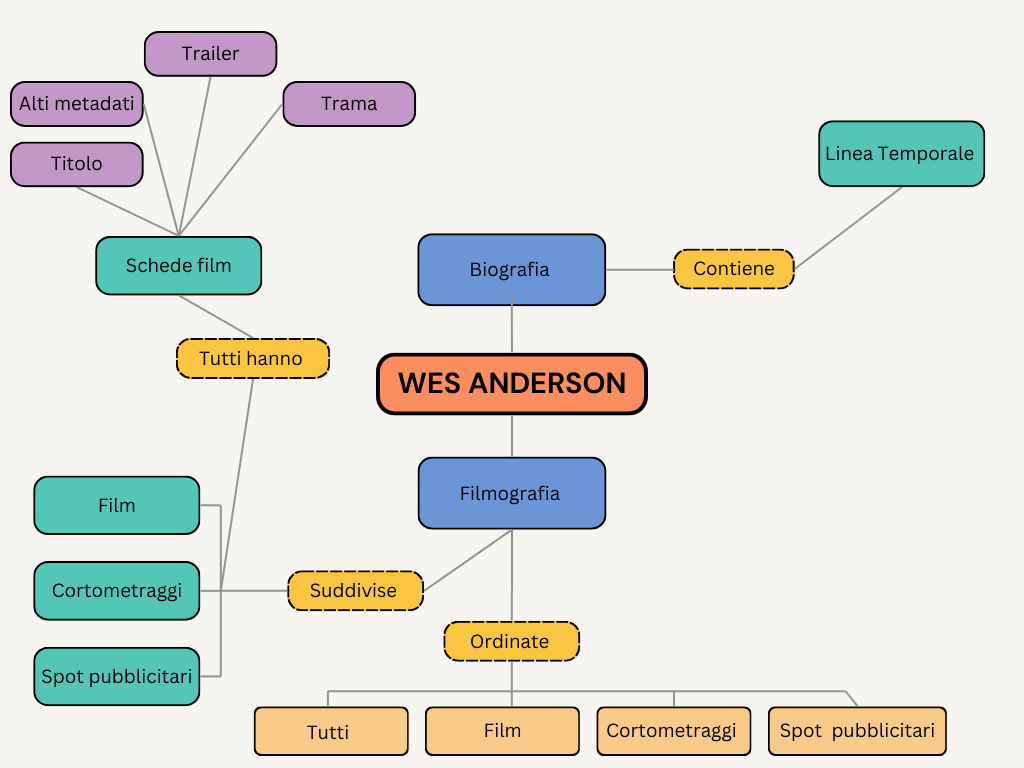 Trailer
Alti metadati
Trama
Titolo
Linea Temporale
Schede film
Biografia
Contiene
Tutti hanno
WES ANDERSON
Filmografia
Film
Cortometraggi
Suddivise
Ordinate
Spot pubblicitari
Tutti
Film
Cortometraggi
Spot  pubblicitari